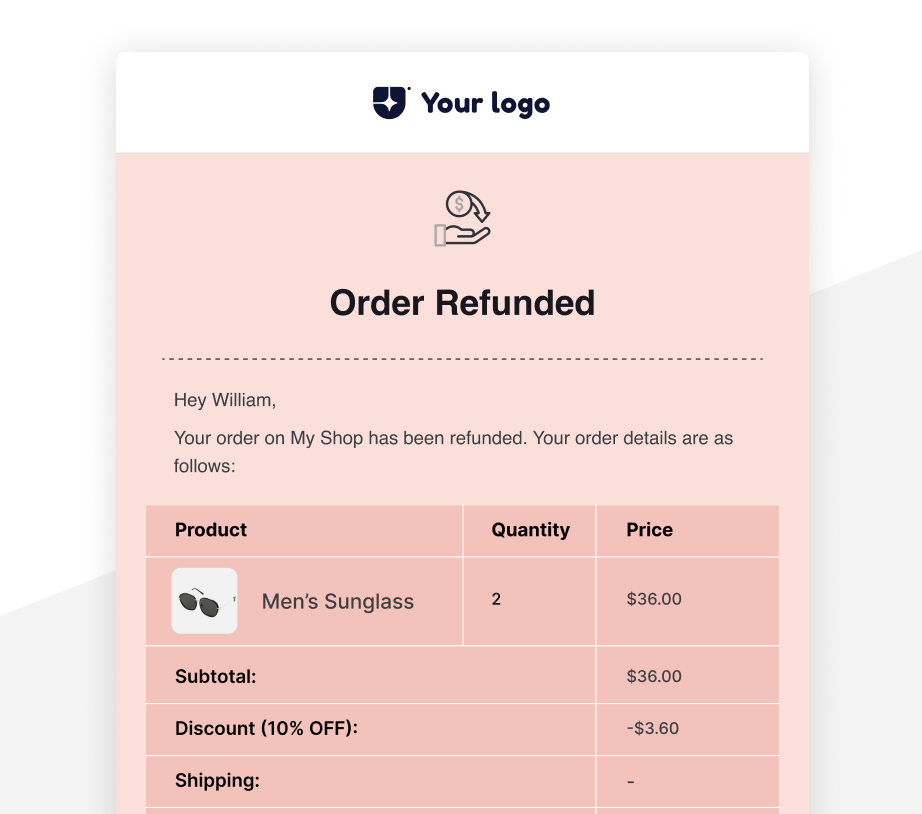 Your logo
$
Order Refunded
Hey William,
Your order on My Shop has been refunded. Your order details are as
follows:
Product Quantity Price
Men’s Sunglass 2 $36.00
Subtotal: $36.00
Discount (10% OFF): -$3.60
Shipping: -